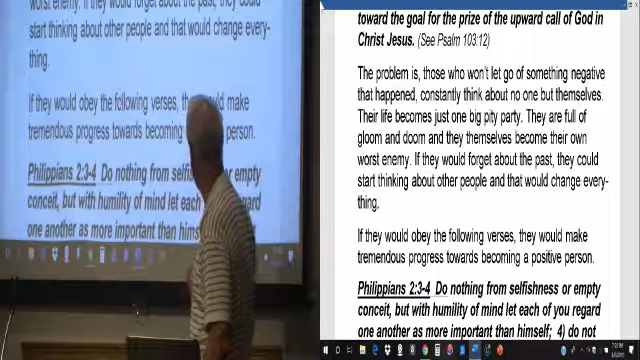 worst enemy. If they would forget about the past, they could
start thinking about other people and that would change every-
thing.
If they would obey the following verses, they would make
tremendous progress towards becoming person.
Philippians 2:3-4 Do nothing from selfish or empty
conceit, but with humility of mind let each regard
one another as more important than hims
toward the goal for the prize of the upward call of God in
Christ Jesus. (See Psalm 103:12)
The problem is, those who won't let go of something negative
that happened, constantly think about no one but themselves.
Their life becomes just one big pity party. They are full of
gloom and doom and they themselves become their own
worst enemy. If they would forget about the past, they could
start thinking about other people and that would change every-
thing.
If they would obey the following verses, they would make
tremendous progress towards becoming a positive person.
Philippians 2:3-4 Do nothing from selfishness or empty
conceit, but with humility of mind let each of you regard
one another as more important than himself; 4) do not